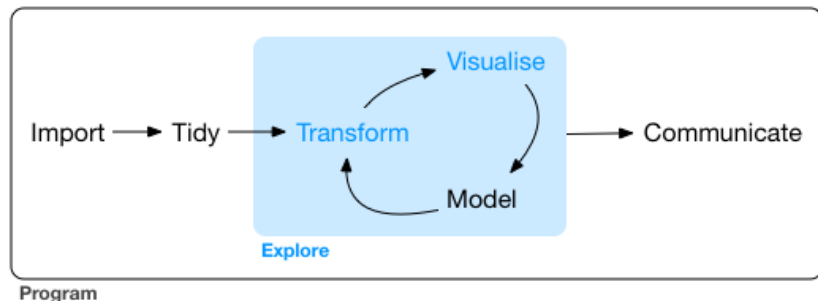 Visualise
Import
Tidy
Transform
Communicate
Model
Explore
Program